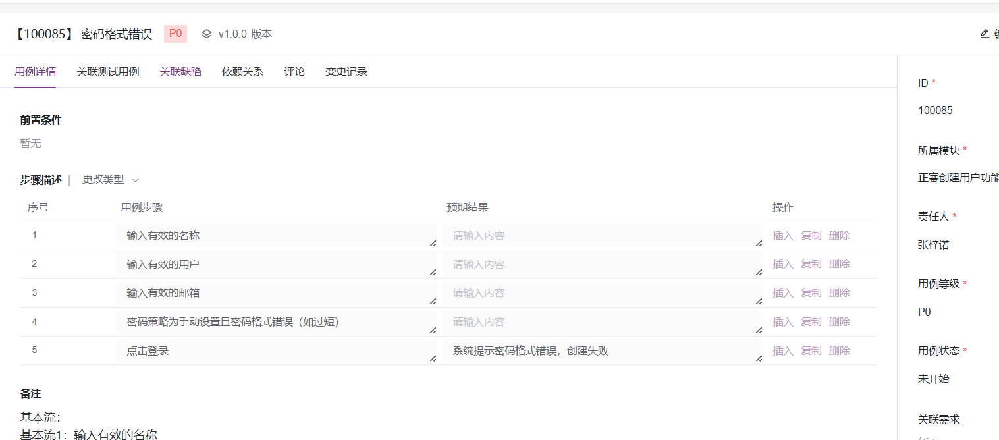 【100085】 密码格式错误 P0 v1.0.0 版本
用例详情 关联测试用例 关联缺陷 依赖关系 评论 变更记录
前置条件
暂无
步骤描述 | 更改类型
序号 用例步骤 预期结果 操作
1 输入有效的名称 请输入内容 插入 复制 删除
2 输入有效的用户 请输入内容 插入 复制 删除
3 输入有效的邮箱 请输入内容 插入 复制 删除
4 密码策略为手动设置且密码格式错误（如过短） 请输入内容 插入 复制 删除
5 点击登录 系统提示密码格式错误，创建失败 插入 复制 删除
备注
基本流：
基本流1：输入有效的名称
ID *
100085
所属模块 *
正赛创建用户功能
责任人 *
张梓诺
用例等级 *
P0
用例状态 *
未开始
关联需求